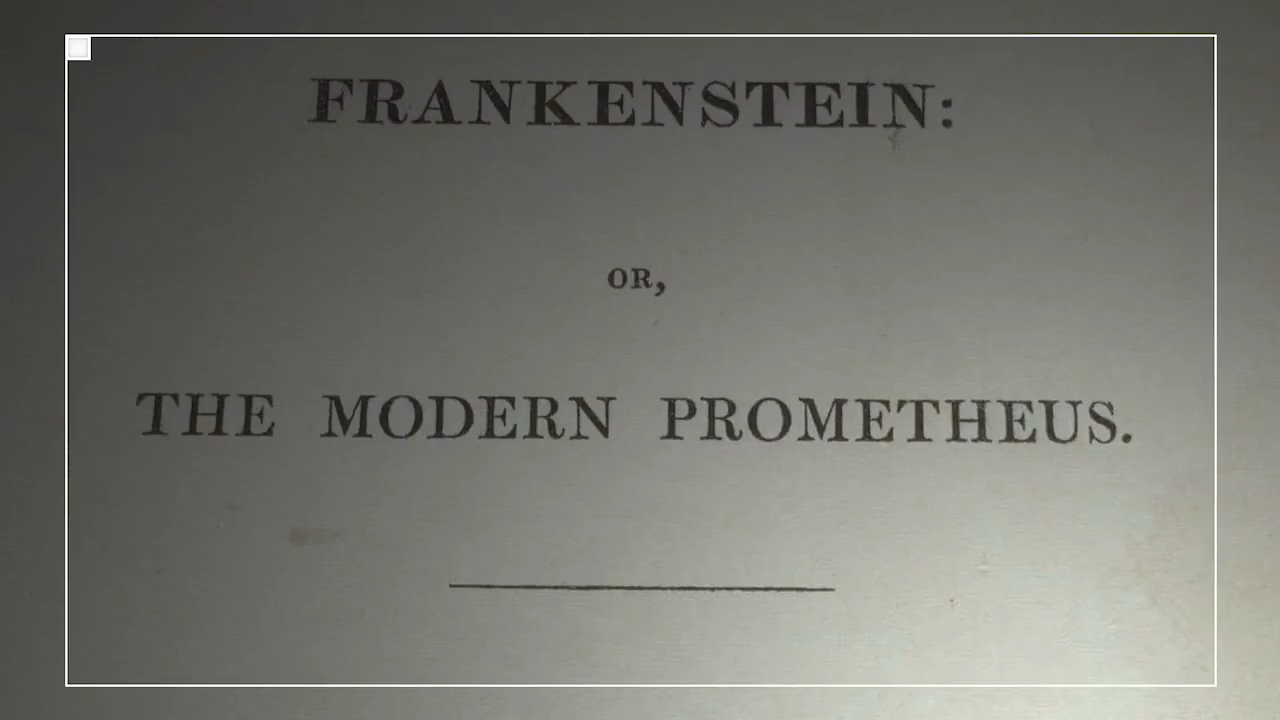 FRANKENSTEIN:
OR,
THE MODERN PROMETHEUS.